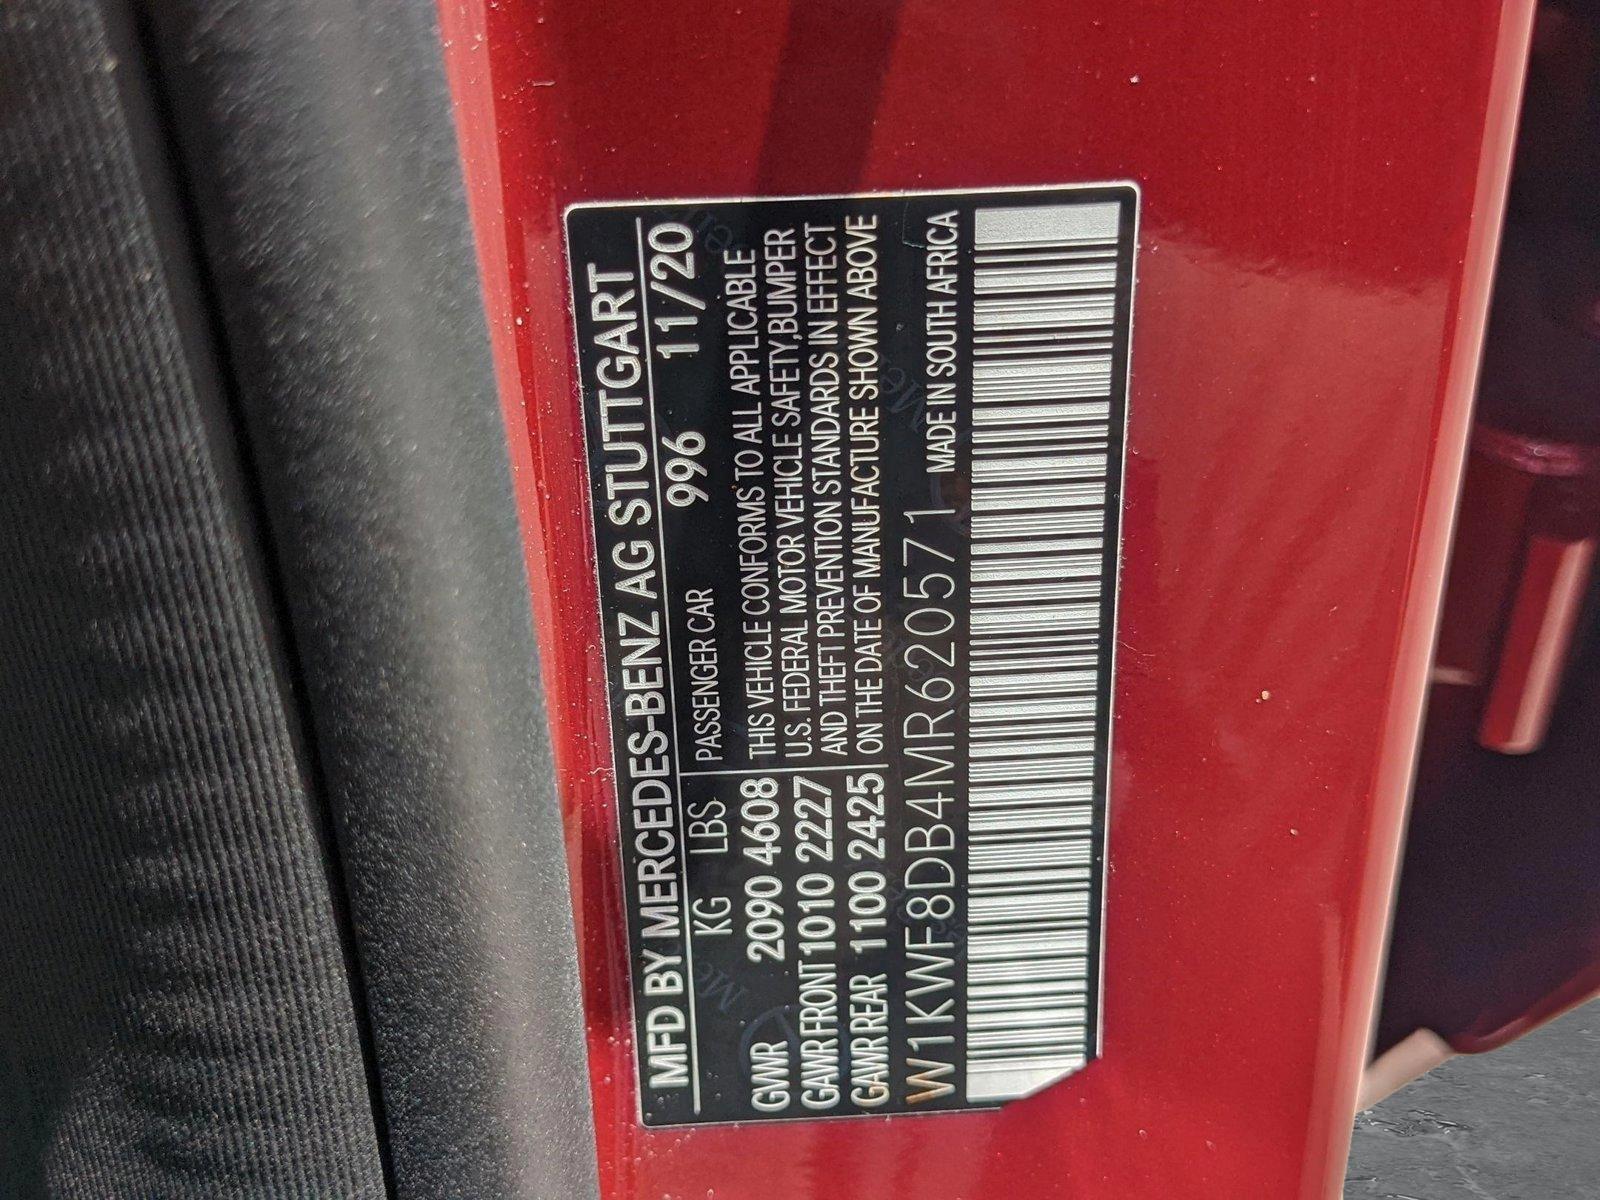 MFD BY MERCEDES-BENZ AG STUTTGART
KG LBS PASSENGER CAR 996 11/20
GVWR 2090 4608 THIS VEHICLE CONFORMS TO ALL APPLICABLE
GAWR FRONT 1010 2227 U.S. FEDERAL MOTOR VEHICLE SAFETY,BUMPER
AND THEFT PREVENTION STANDARDS IN EFFECT
GAWR REAR 1100 2425 ON THE DATE OF MANUFACTURE SHOWN ABOVE
W1KWF8DB4MR620571 MADE IN SOUTH AFRICA